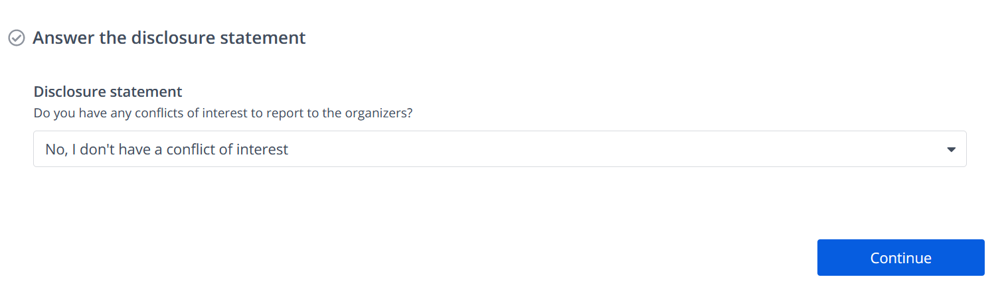 Answer the disclosure statement
Disclosure statement
Do you have any conflicts of interest to report to the organizers?
No, I don't have a conflict of interest
Continue